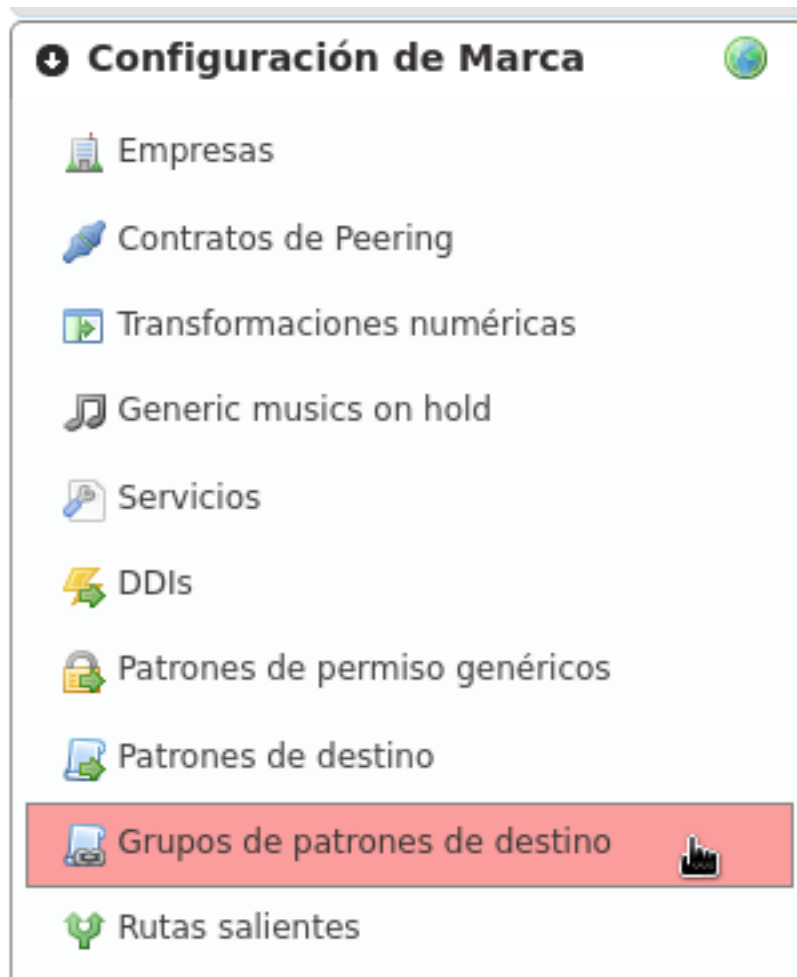 Configuración de Marca
Empresas
Contratos de Peering
Transformaciones numéricas
Generic musics on hold
Servicios
DDIs
Patrones de permiso genéricos
Patrones de destino
Grupos de patrones de destino
Rutas salientes